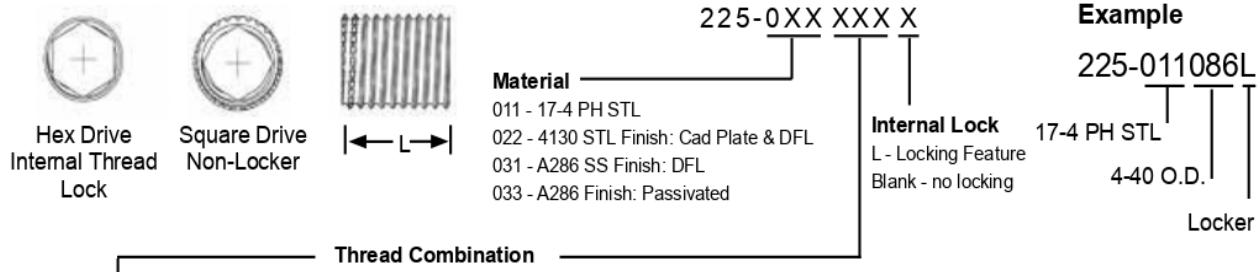 225-0XX XXX X
Example
225-011086L
17-4 PH STL
4-40 O.D.
Locker
Hex Drive
Internal Thread
Lock
Square Drive
Non-Locker
L
Material
011 - 17-4 PH STL
022 - 4130 STL Finish: Cad Plate & DFL
031 - A286 SS Finish: DFL
033 - A286 Finish: Passivated
Internal Lock
L - Locking Feature
Blank - no locking
Thread Combination